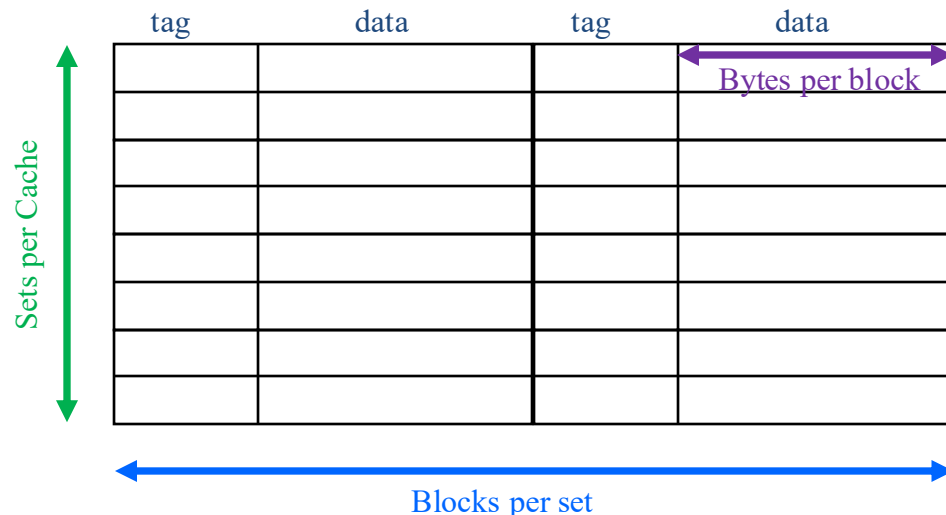 tag data tag data
Bytes per block
Sets per Cache
Blocks per set